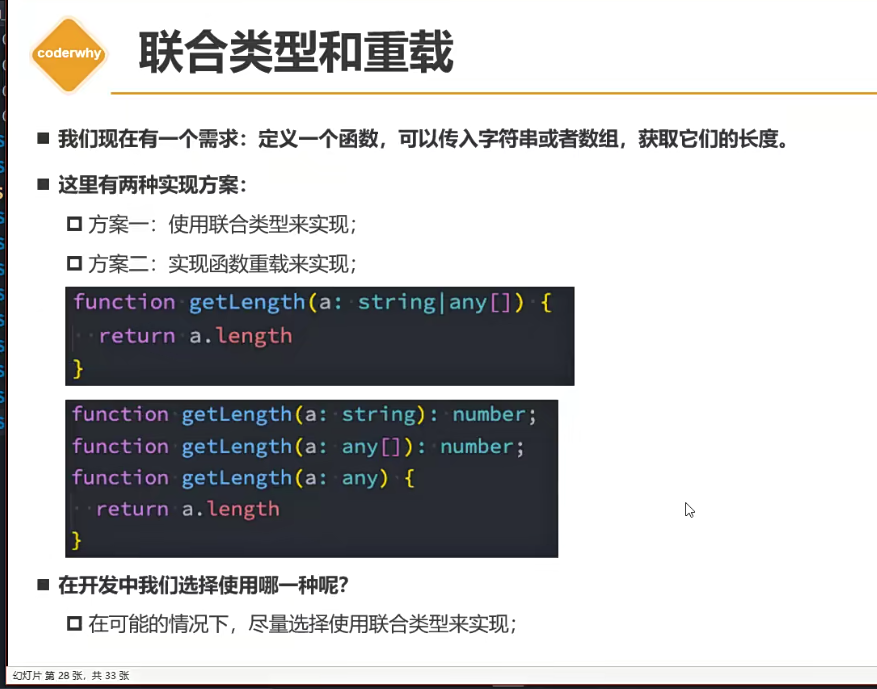 coderwhy
联合类型和重载
我们现在有一个需求：定义一个函数，可以传入字符串或者数组，获取它们的长度。
这里有两种实现方案：
方案一：使用联合类型来实现；
方案二：实现函数重载来实现；
function getLength(a: string|any[]) {
return a.length
}
function getLength(a: string): number;
function getLength(a: any[]): number;
function getLength(a: any) {
return a.length
}
在开发中我们选择使用哪一种呢？
在可能的情况下，尽量选择使用联合类型来实现；
幻灯片 第 28 张，共 33 张